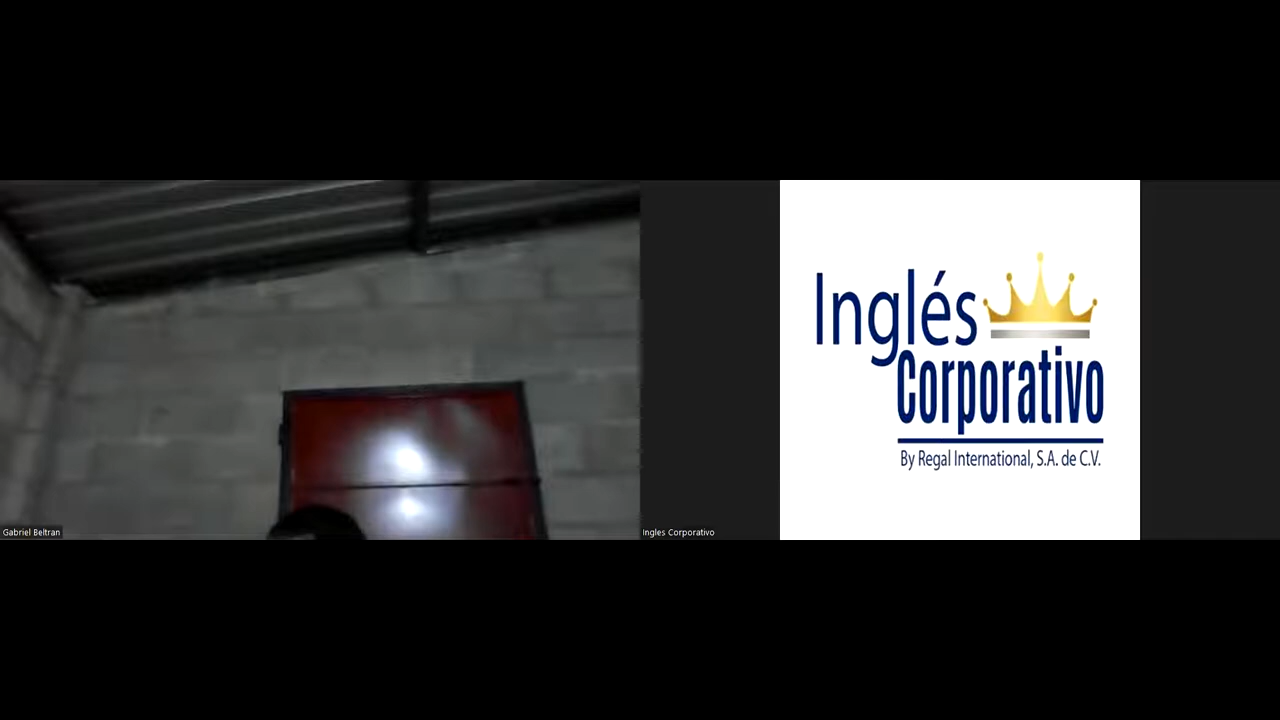 Inglés
Corporativo
By Regal International, S.A. de C.V.
Gabriel Beltran
Ingles Corporativo